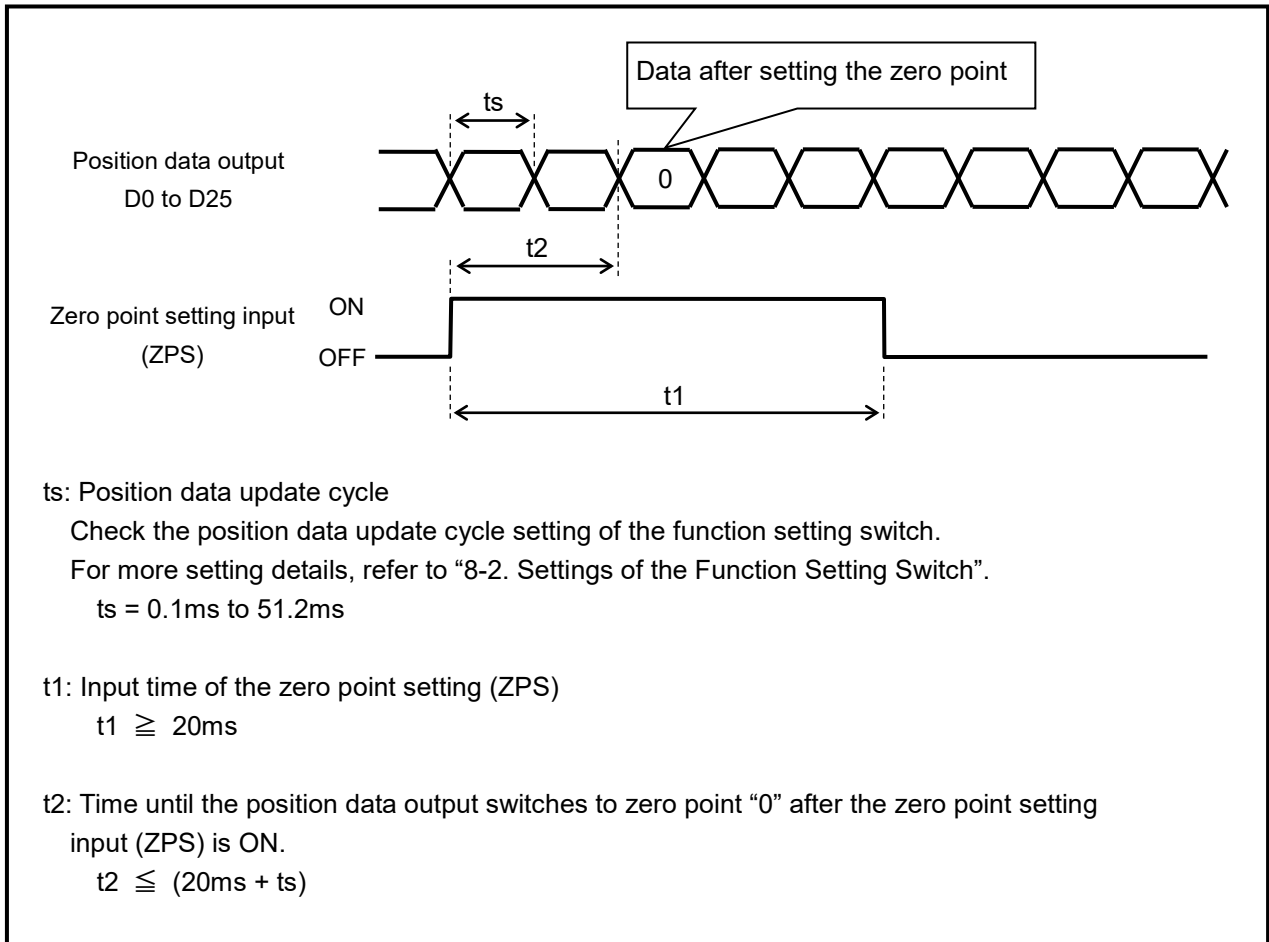 Data after setting the zero point
ts
Position data output
D0 to D25
0
t2
Zero point setting input
(ZPS)
ON
OFF
t1
ts: Position data update cycle
Check the position data update cycle setting of the function setting switch.
For more setting details, refer to “8-2. Settings of the Function Setting Switch”.
ts = 0.1ms to 51.2ms
t1: Input time of the zero point setting (ZPS)
t1 ≧ 20ms
t2: Time until the position data output switches to zero point “0” after the zero point setting
input (ZPS) is ON.
t2 ≦ (20ms + ts)